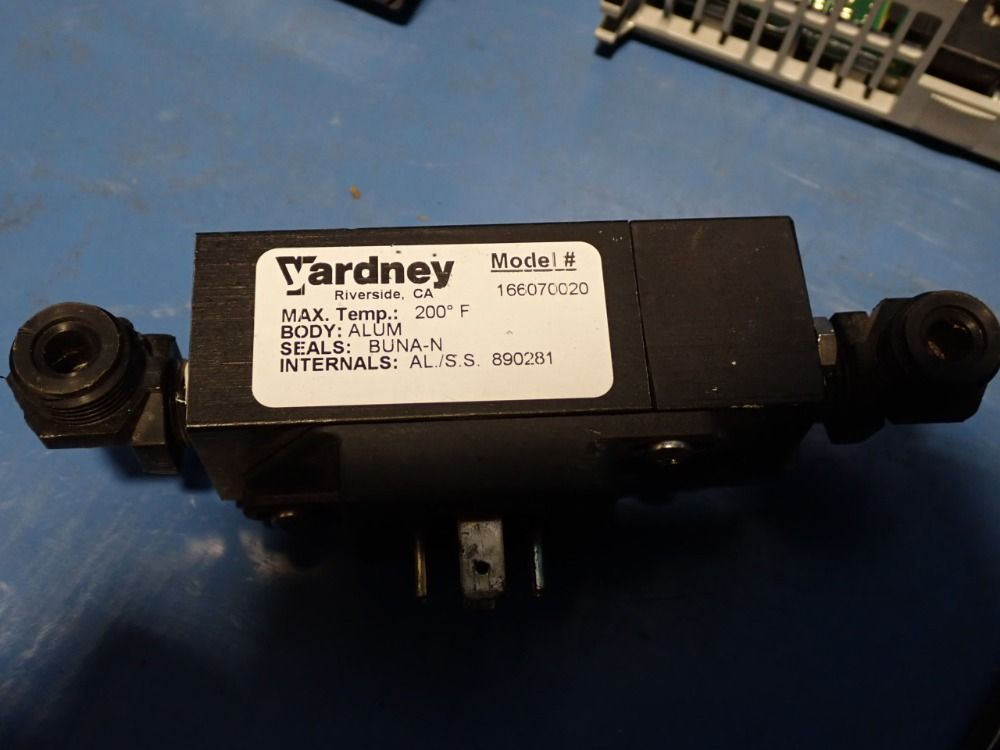 Yardney
Riverside, CA
Model #
166070020
MAX. Temp.: 200° F
BODY: ALUM
SEALS: BUNA-N
INTERNALS: AL./S.S. 890281